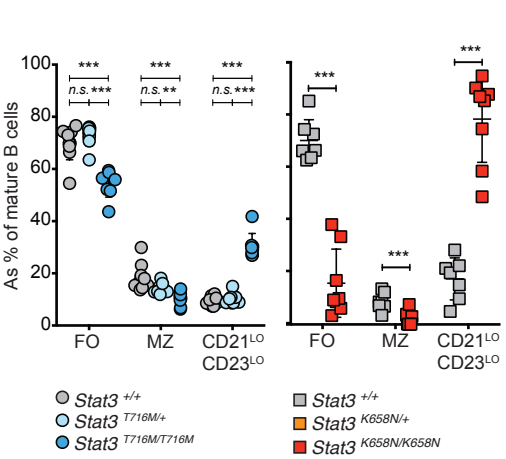 *** *** *** ***
n.s. *** n.s. ** n.s. *** ***
100
80
60
40
20
0
As % of mature B cells
***
FO MZ CD21LO CD23LO
FO MZ CD21LO CD23LO
Stat3 +/+
Stat3 T716M/+
Stat3 T716M/T716M
Stat3 +/+
Stat3 K658N/+
Stat3 K658N/K658N